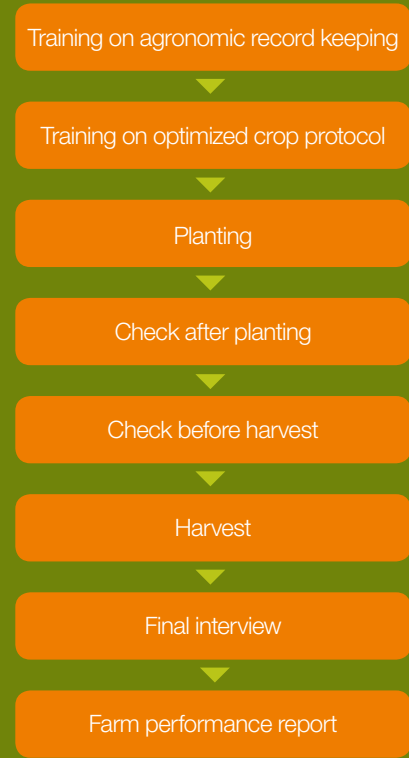 Training on agronomic record keeping
Training on optimized crop protocol
Planting
Check after planting
Check before harvest
Harvest
Final interview
Farm performance report